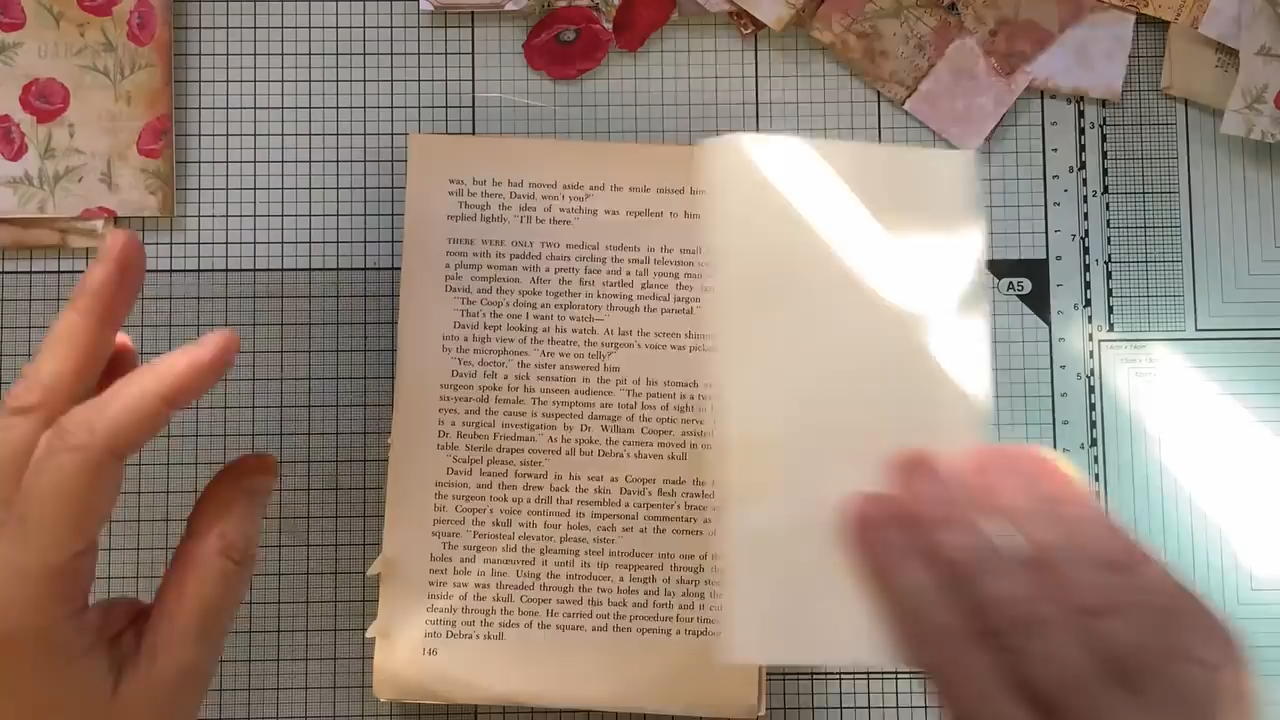 was, but he had moved aside and the smile missed him
will be there, David, won't you?"
Though the idea of watching was repellent to him
replied lightly, "I'll be there."
THERE WERE ONLY TWO medical students in the small
room with its padded chairs circling the small television
a plump woman with a pretty face and a tall young man
pale complexion. After the first startled glance they
David, and they spoke together in knowing medical jargon
"The Coop's doing an exploratory through the parietal."
"That's the one I want to watch—"
David kept looking at his watch. At last the screen
into a high view of the theatre, the surgeon's voice was
by the microphones. "Are we on telly?"
"Yes, doctor," the sister answered him
David felt a sick sensation in the pit of his stomach
surgeon spoke for his unseen audience. "The patient is a
six-year-old female. The symptoms are total loss of sight in
eyes, and the cause is suspected damage of the optic nerve
is a surgical investigation by Dr. William Cooper, assisted
Dr. Reuben Friedman." As he spoke, the camera moved in on
table. Sterile drapes covered all but Debra's shaven skull
"Scalpel please, sister."
David leaned forward in his seat as Cooper made the
incision, and then drew back the skin. David's flesh crawled
the surgeon took up a drill that resembled a carpenter's brace
bit. Cooper's voice continued its impersonal commentary as
pierced the skull with four holes, each set at the corners of
square. "Periosteal elevator, please, sister."
The surgeon slid the gleaming steel introducer into one of
holes and manœuvred it until its tip reappeared through
next hole in line. Using the introducer, a length of sharp
wire saw was threaded through the two holes and lay along the
inside of the skull. Cooper sawed this back and forth and it cut
cleanly through the bone. He carried out the procedure four times
cutting out the sides of the square, and then opening a trapdoor
into Debra's skull.
146
A5